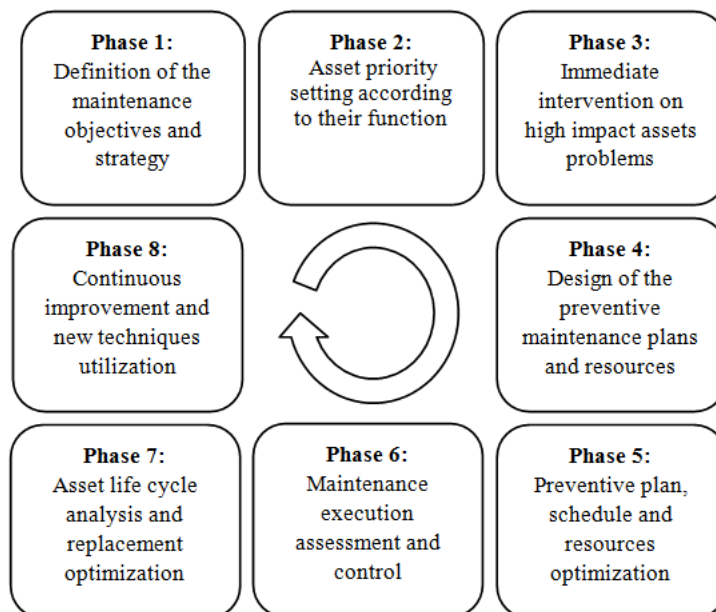 Phase 1:
Definition of the
maintenance
objectives and
strategy
Phase 2:
Asset priority
setting according
to their function
Phase 3:
Immediate
intervention on
high impact assets
problems
Phase 8:
Continuous
improvement and
new techniques
utilization
Phase 4:
Design of the
preventive
maintenance plans
and resources
Phase 7:
Asset life cycle
analysis and
replacement
optimization
Phase 6:
Maintenance
execution
assessment and
control
Phase 5:
Preventive plan,
schedule and
resources
optimization